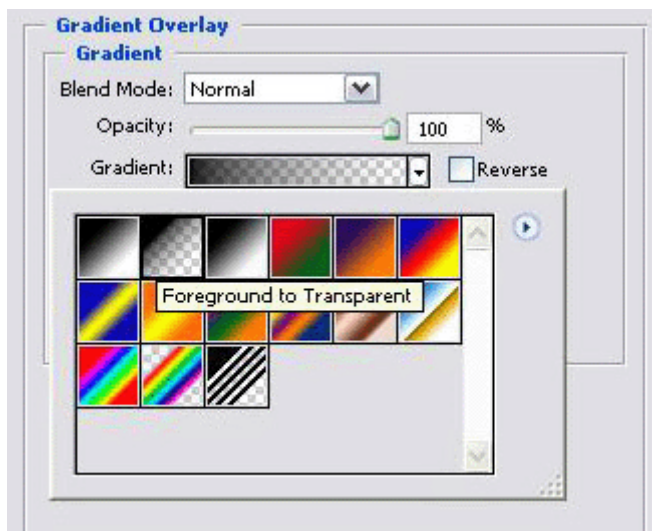 Gradient Overlay
Gradient
Blend Mode: Normal
Opacity: 100 %
Gradient: Reverse
Foreground to Transparent